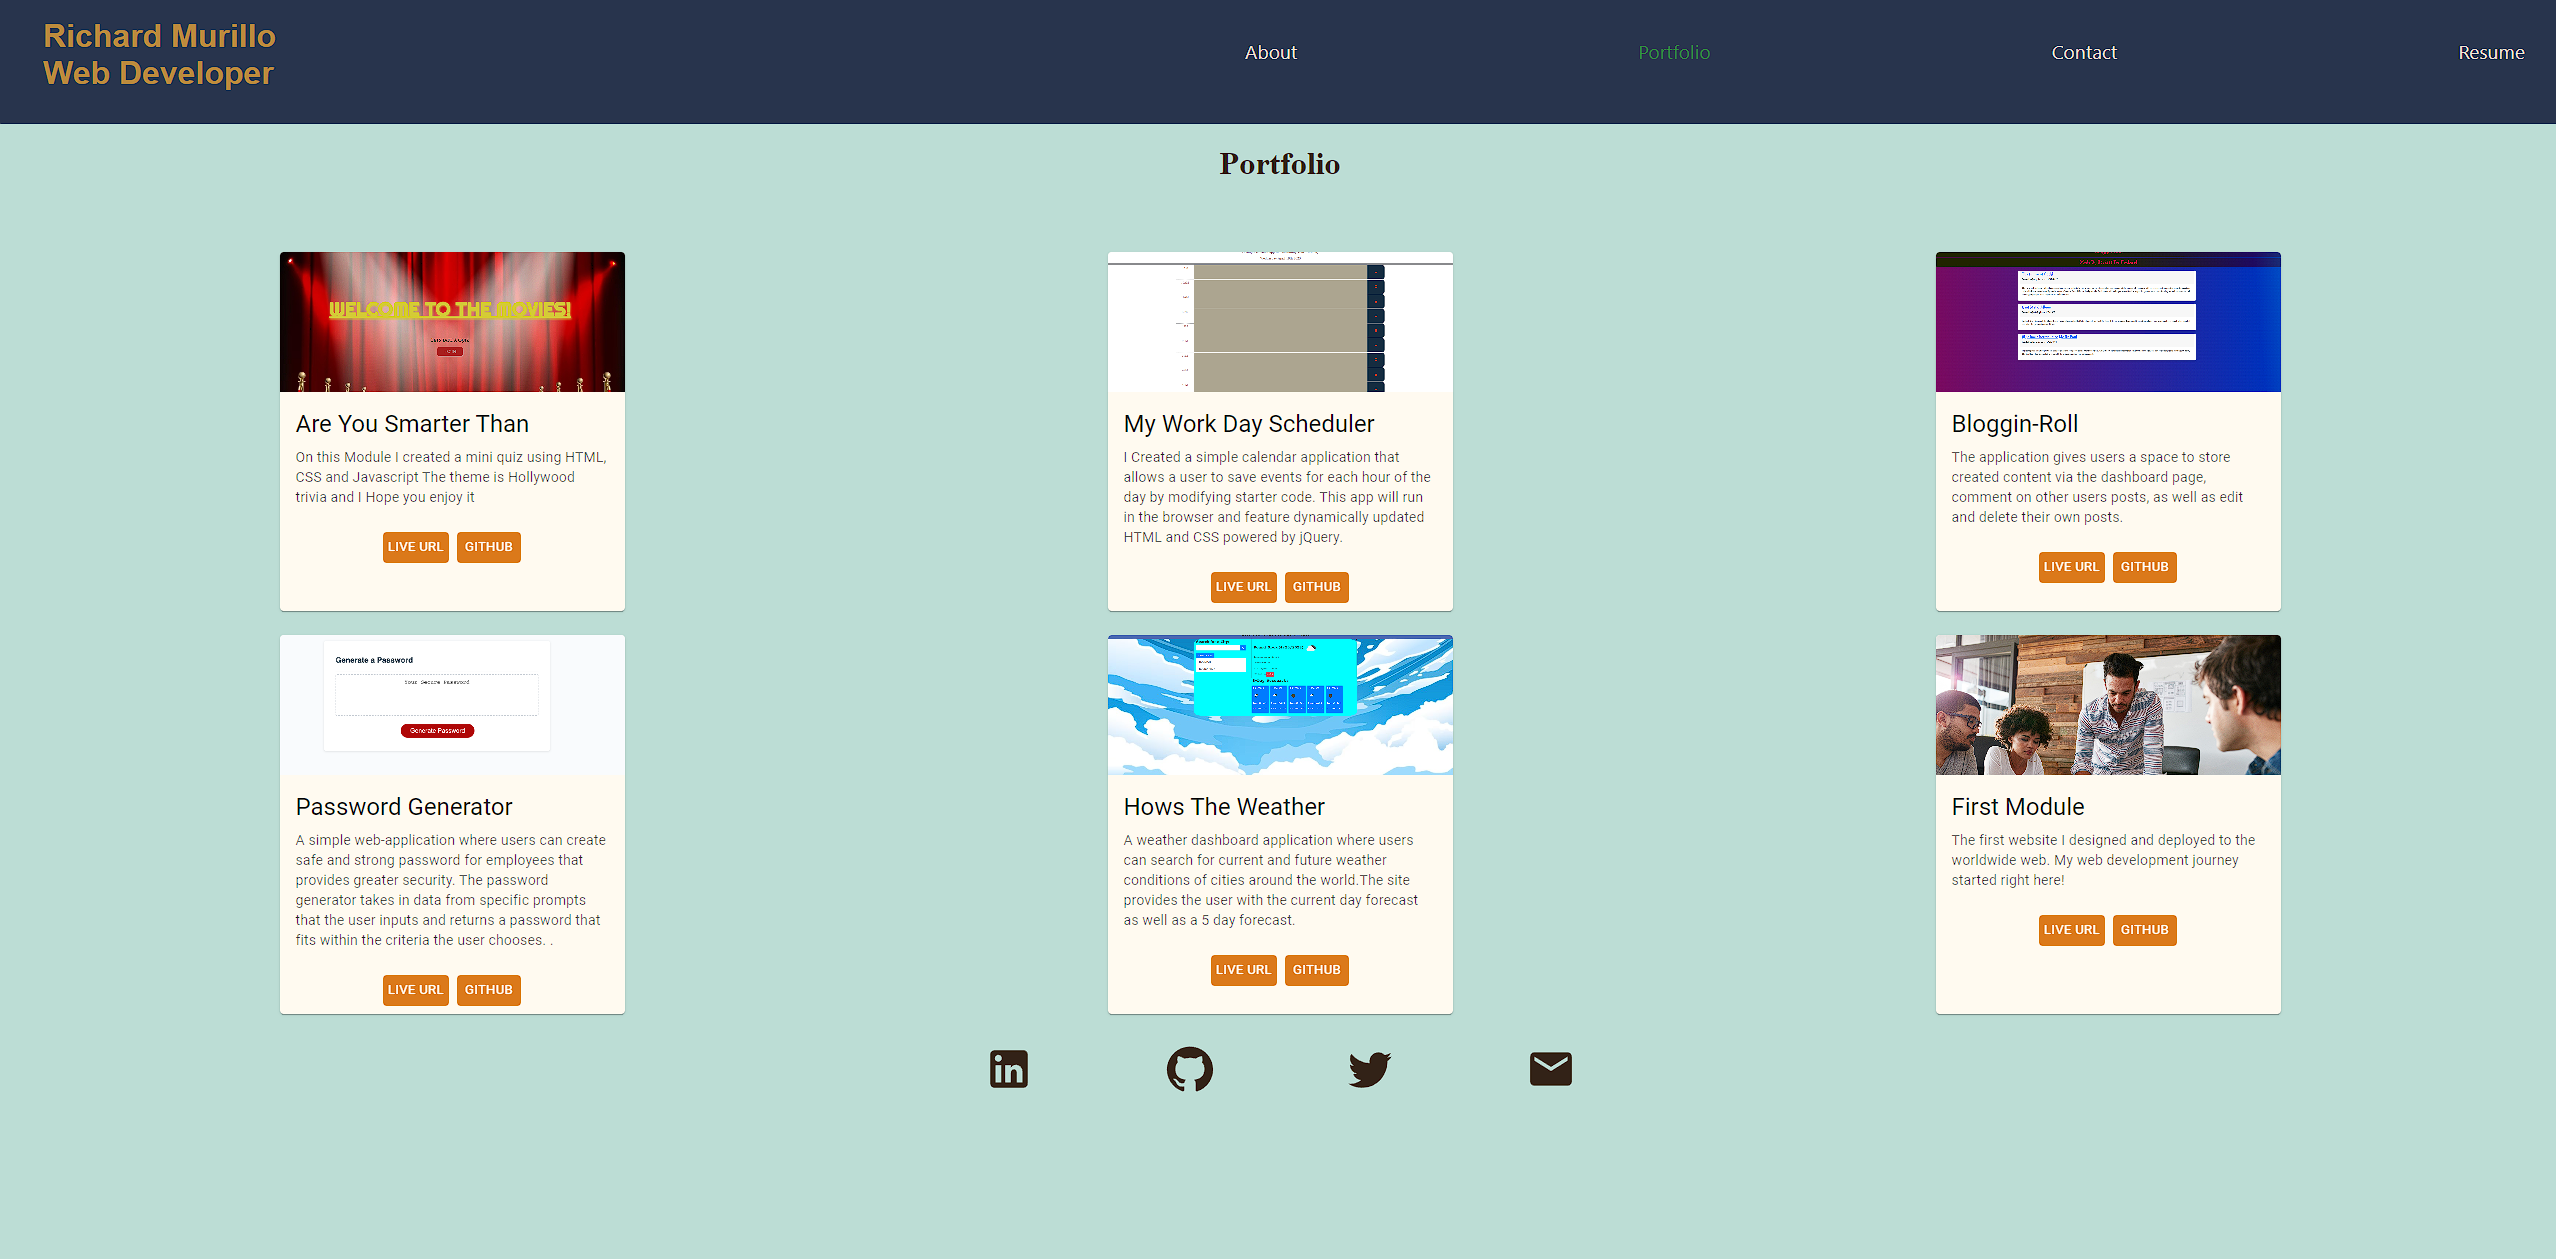 Richard Murillo
Web Developer
About
Portfolio
Contact
Resume
Portfolio
WELCOME TO THE MOVIES!
Are You Smarter Than
On this Module I created a mini quiz using HTML,
CSS and Javascript The theme is Hollywood
trivia and I Hope you enjoy it
LIVE URL
GITHUB
My Work Day Scheduler
I Created a simple calendar application that
allows a user to save events for each hour of the
day by modifying starter code. This app will run
in the browser and feature dynamically updated
HTML and CSS powered by jQuery.
LIVE URL
GITHUB
Bloggin-Roll
The application gives users a space to store
created content via the dashboard page,
comment on other users posts, as well as edit
and delete their own posts.
LIVE URL
GITHUB
Generate a Password
Your Secure Password
Generate Password
Password Generator
A simple web-application where users can create
safe and strong password for employees that
provides greater security. The password
generator takes in data from specific prompts
that the user inputs and returns a password that
fits within the criteria the user chooses. .
LIVE URL
GITHUB
Hows The Weather
A weather dashboard application where users
can search for current and future weather
conditions of cities around the world.The site
provides the user with the current day forecast
as well as a 5 day forecast.
LIVE URL
GITHUB
First Module
The first website I designed and deployed to the
worldwide web. My web development journey
started right here!
LIVE URL
GITHUB
in